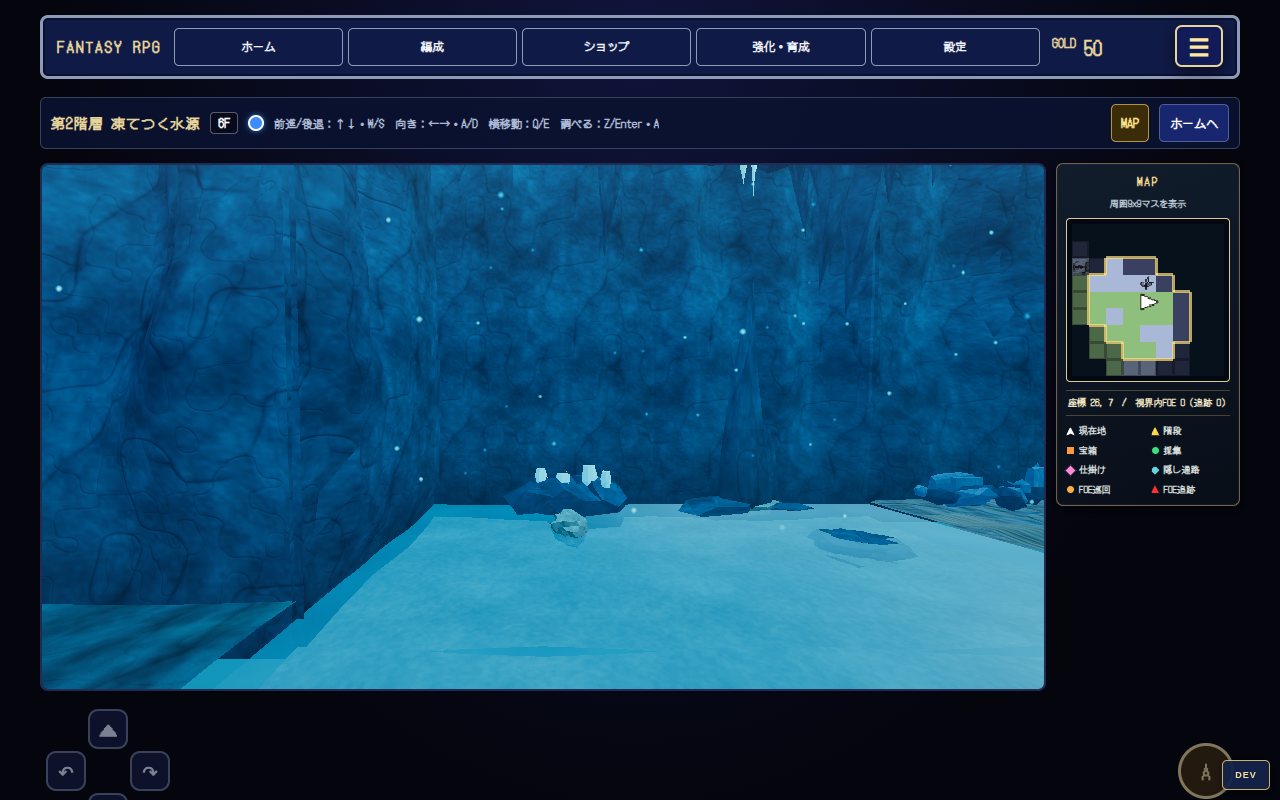 FANTASY RPG
ホーム
編成
ショップ
強化・育成
設定
GOLD 50
第2階層 凍てつく水源 6F 前進/後退:↑↓・W/S 向き:←→・A/D 横移動:Q/E 調べる:Z/Enter・A
MAP
ホームへ
MAP
周囲9x9マスを表示
座標 26, 7 / 視界内FOE 0 (追跡 0)
現在地
階段
宝箱
採集
仕掛け
隠し通路
FOE巡回
FOE追跡
A
DEV